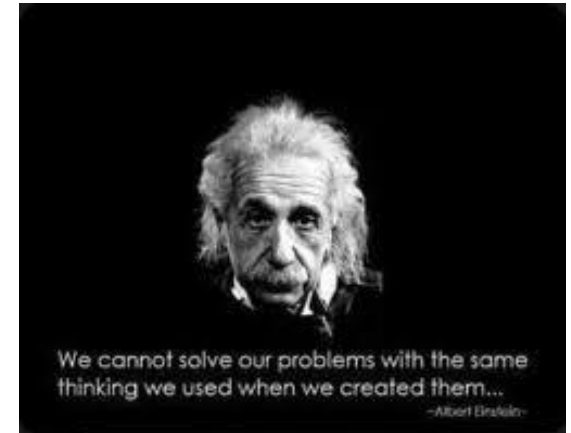 We cannot solve our problems with the same
thinking we used when we created them...
~Albert Einstein~